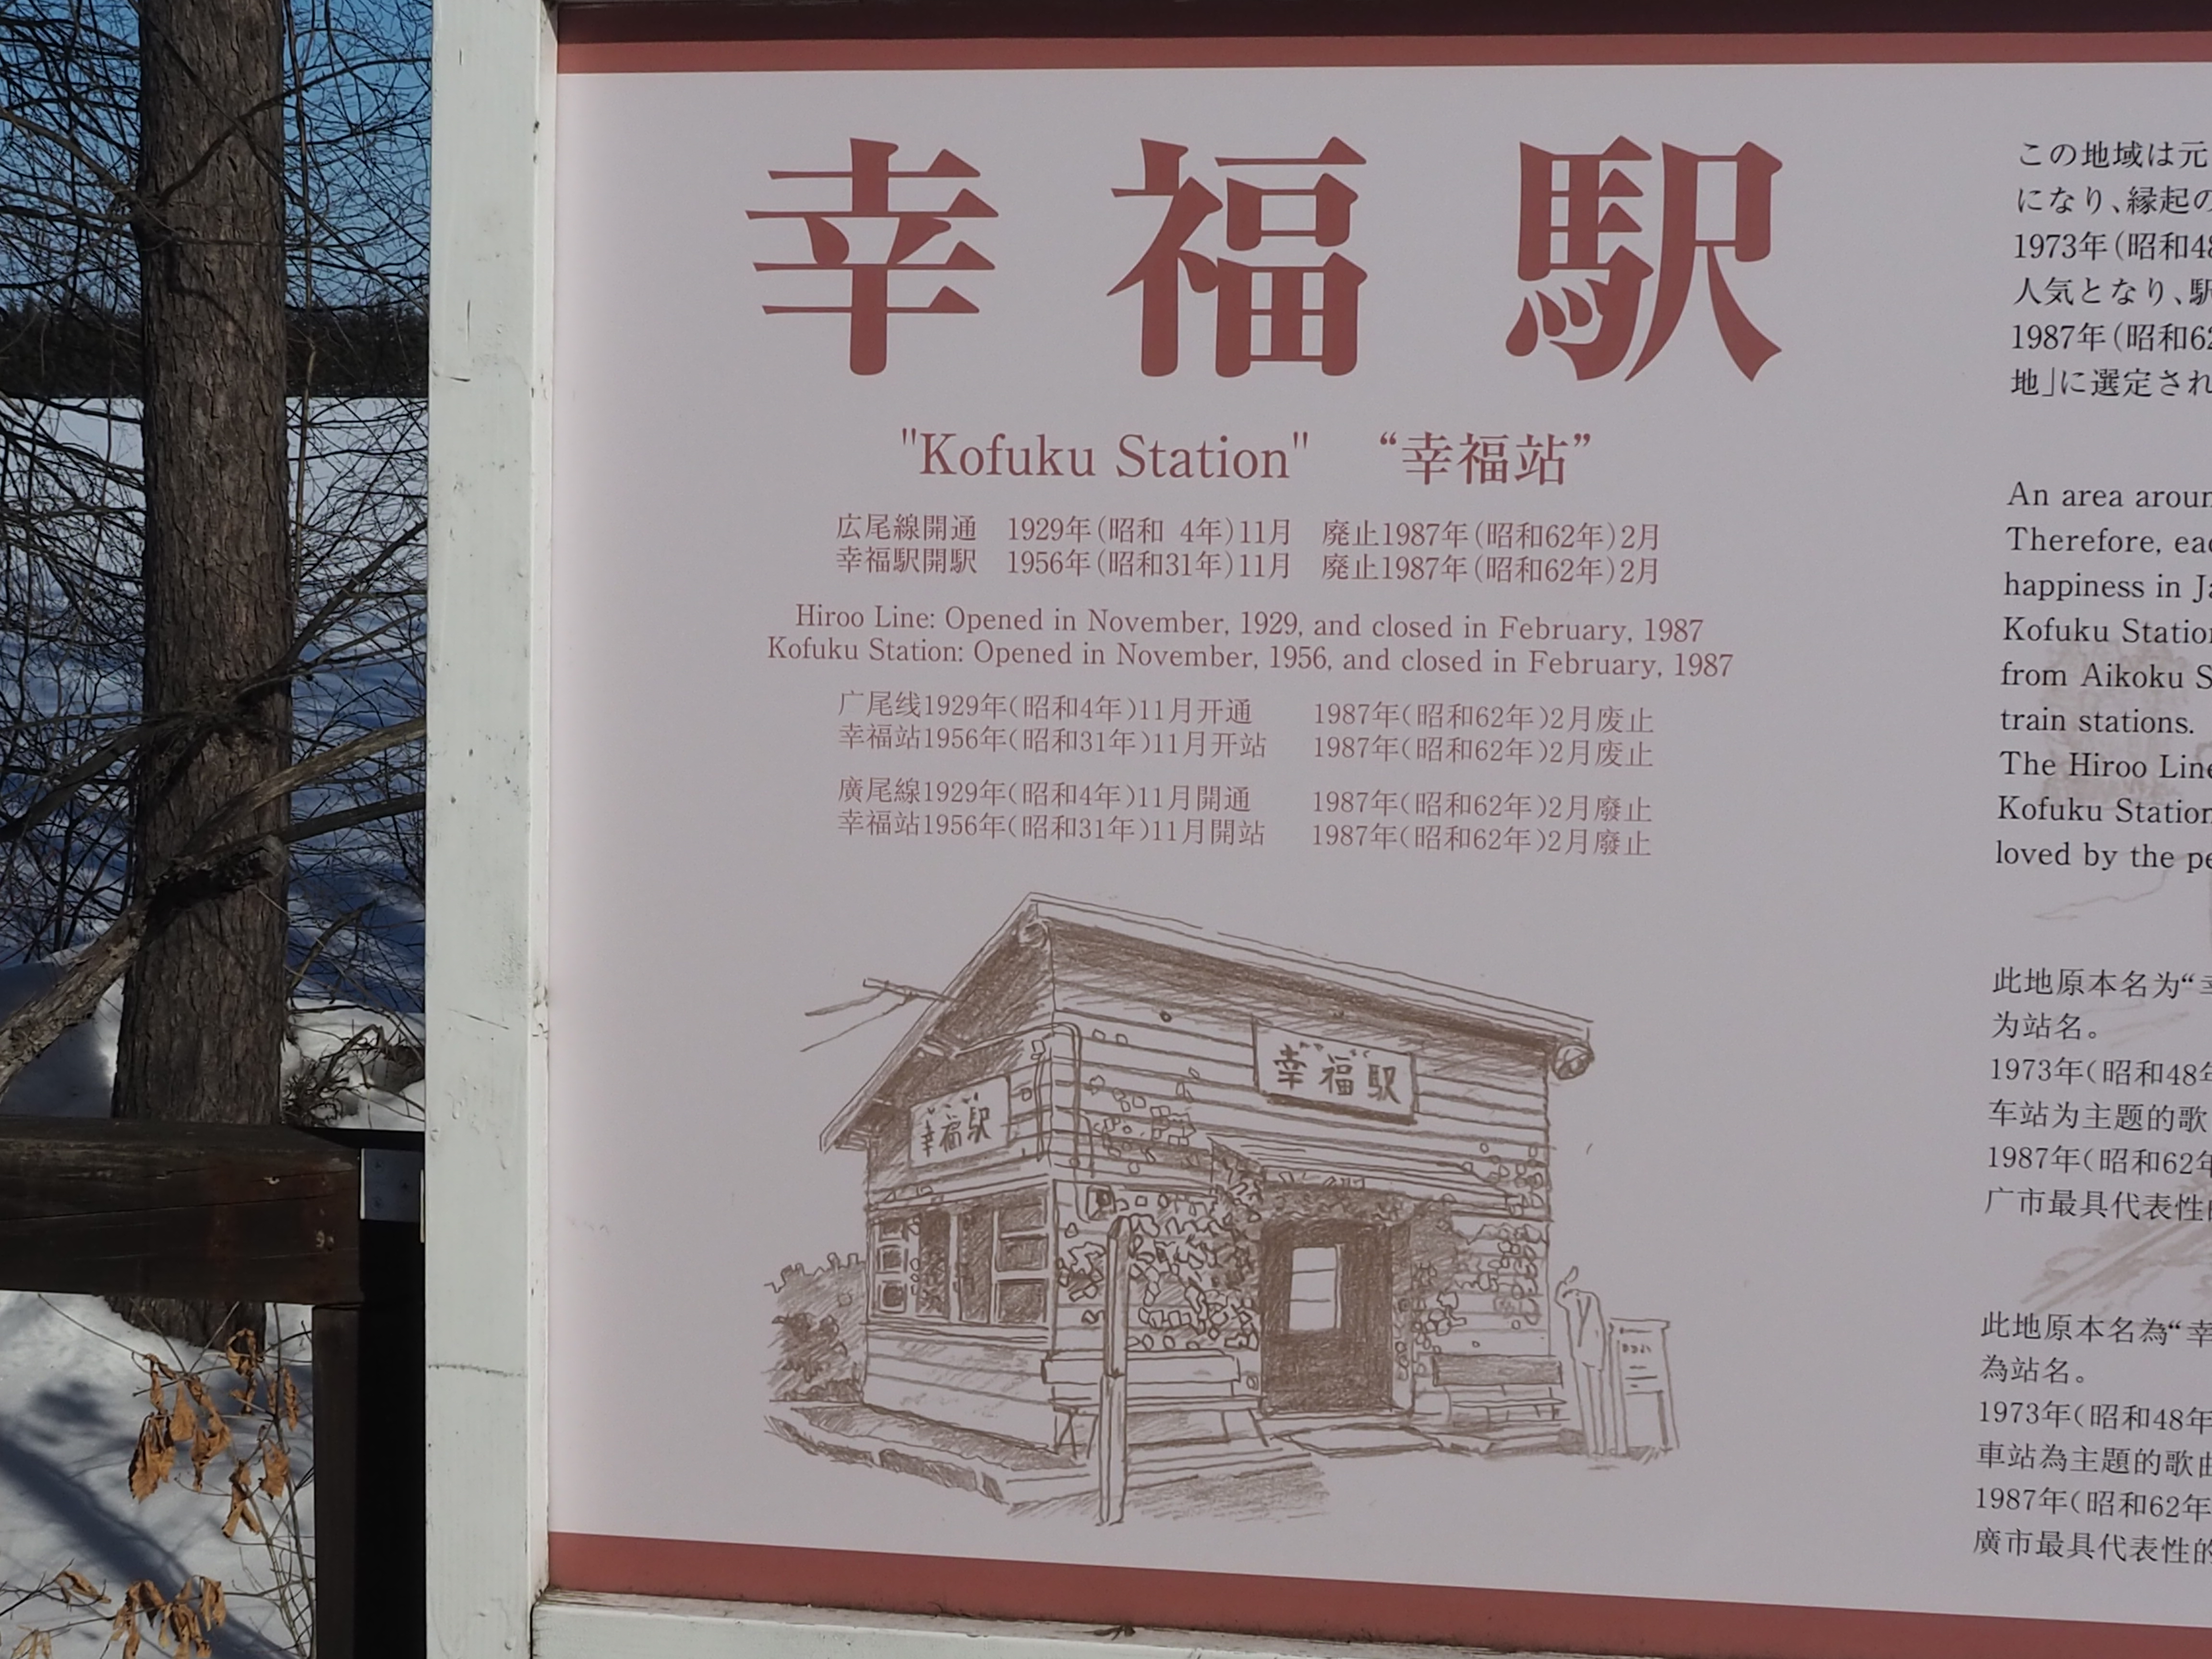 幸福駅
"Kofuku Station" “幸福站”
広尾線開通 1929年(昭和 4年)11月 廃止1987年(昭和62年)2月
幸福駅開駅 1956年(昭和31年)11月 廃止1987年(昭和62年)2月
Hiroo Line: Opened in November, 1929, and closed in February, 1987
Kofuku Station: Opened in November, 1956, and closed in February, 1987
广尾线1929年(昭和4年)11月开通 1987年(昭和62年)2月废止
幸福站1956年(昭和31年)11月开站 1987年(昭和62年)2月废止
廣尾線1929年(昭和4年)11月開通 1987年(昭和62年)2月廢止
幸福站1956年(昭和31年)11月開站 1987年(昭和62年)2月廢止
幸福駅
幸福駅
この地域は元
になり、縁起の
1973年(昭和48
人気となり、駅
1987年(昭和62
地」に選定され
An area aroun
Therefore, eac
happiness in Ja
Kofuku Station
from Aikoku S
train stations.
The Hiroo Line
Kofuku Station
loved by the pe
此地原本名为“幸
为站名。
1973年(昭和48年
车站为主题的歌
1987年(昭和62年
广市最具代表性的
此地原本名為“幸
為站名。
1973年(昭和48年
車站為主題的歌曲
1987年(昭和62年
廣市最具代表性的